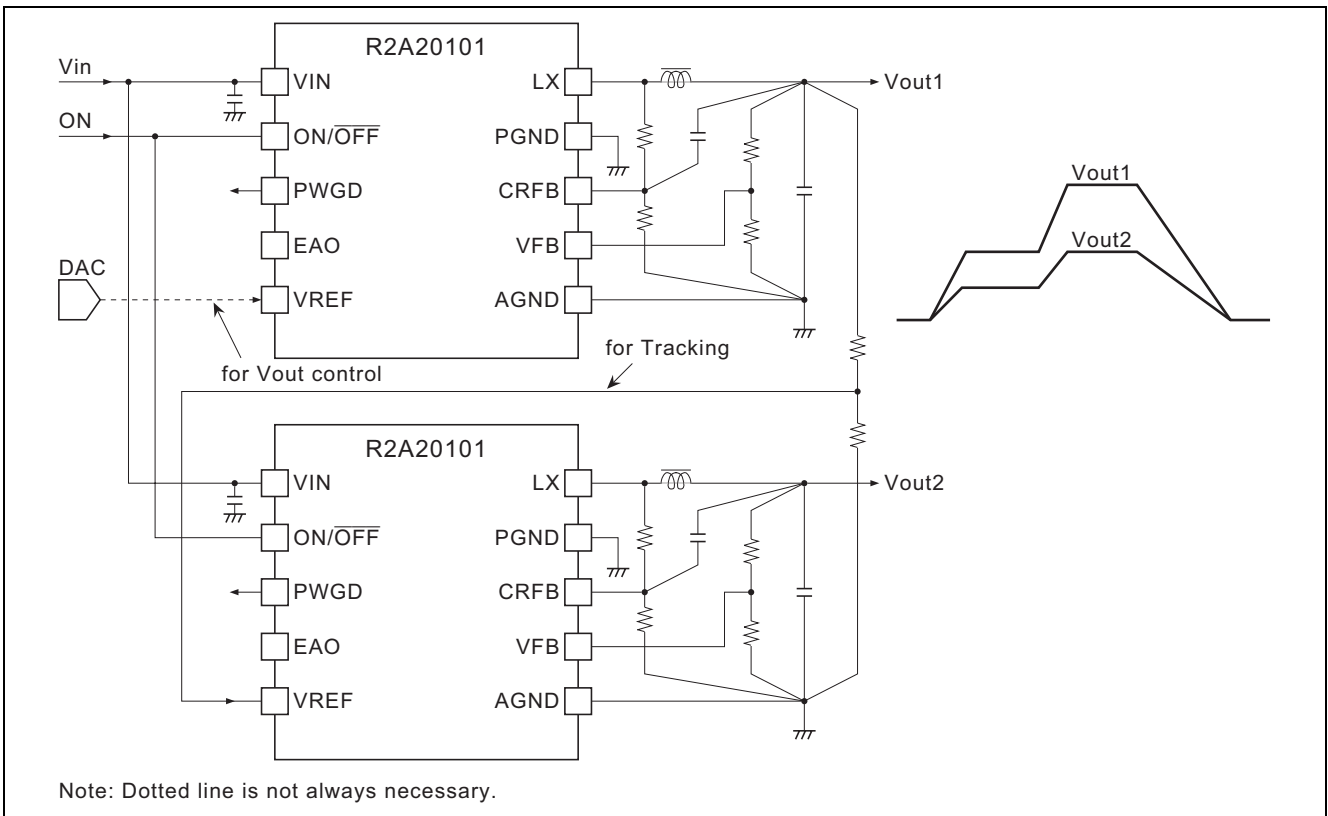 R2A20101
Vin
VIN
LX
Vout1
ON
ON/OFF
PGND
PWGD
CRFB
EAO
VFB
DAC
VREF
AGND
for Vout control
for Tracking
Vout1
Vout2
R2A20101
VIN
LX
Vout2
ON/OFF
PGND
PWGD
CRFB
EAO
VFB
VREF
AGND
Note: Dotted line is not always necessary.